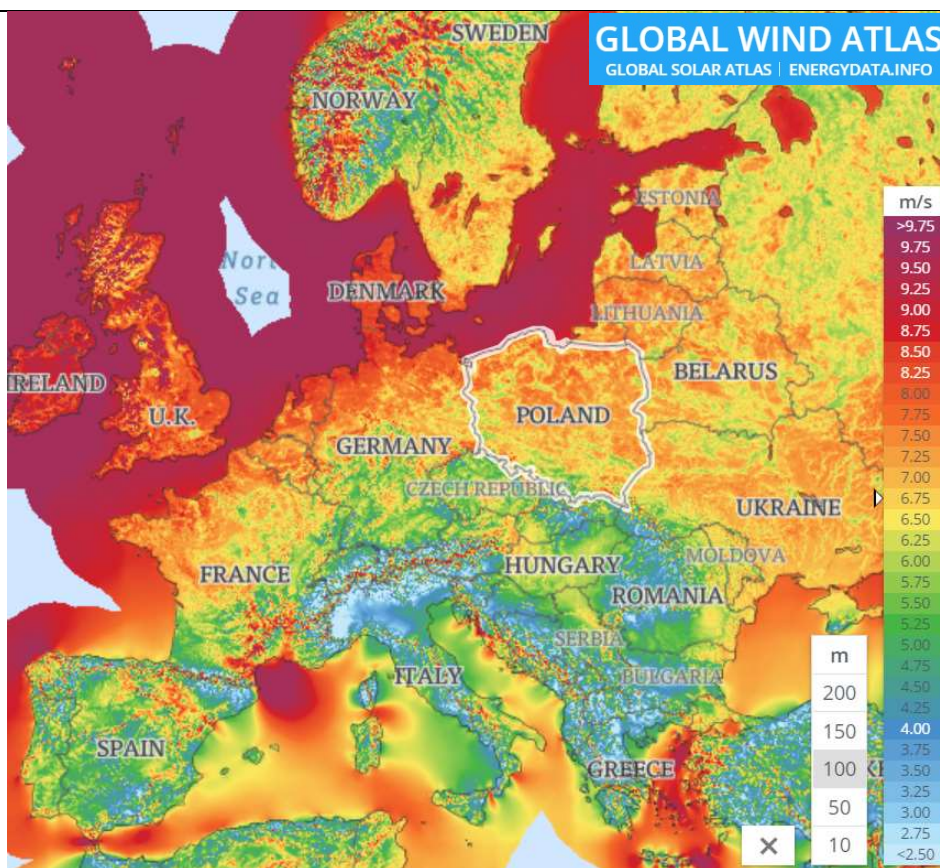 SWEDEN
GLOBAL WIND ATLAS
GLOBAL SOLAR ATLAS | ENERGYDATA.INFO
NORWAY
ESTONIA
m/s
>9.75
9.75
9.50
9.25
9.00
8.75
8.50
8.25
8.00
7.75
7.50
7.25
7.00
6.75
6.50
6.25
6.00
5.75
5.50
5.25
5.00
4.75
4.50
4.25
4.00
3.75
3.50
3.25
3.00
2.75
<2.50
Sea
LATVIA
DENMARK
LITHUANIA
IRELAND
BELARUS
U.K.
POLAND
GERMANY
CZECH REPUBLIC
UKRAINE
FRANCE
HUNGARY
MOLDOVA
ROMANIA
SERBIA
ITALY
BULGARIA
SPAIN
GREECE
m
200
150
100
50
10